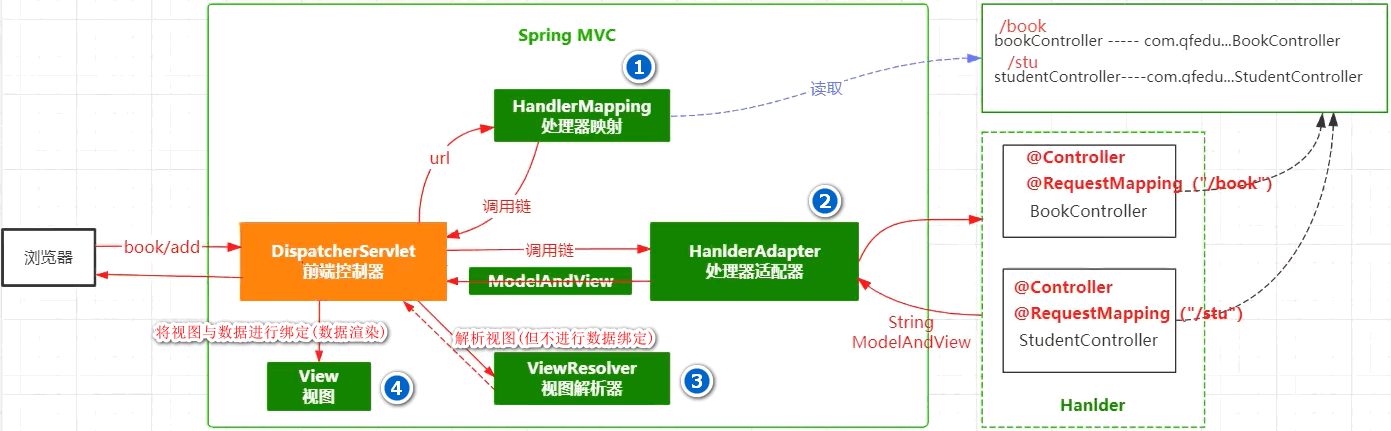 Spring MVC
/book
bookController ----- com.qfedu...BookController
/stu
studentController----com.qfedu...StudentController
1
HandlerMapping
处理器映射
读取
url
调用链
2
@Controller
@RequestMapping ("/book")
BookController
浏览器
book/add
DispatcherServlet
前端控制器
调用链
HanlderAdapter
处理器适配器
ModelAndView
@Controller
@RequestMapping ("/stu")
StudentController
String
ModelAndView
将视图与数据进行绑定(数据渲染)
解析视图(但不进行数据绑定)
View
视图
4
ViewResolver
视图解析器
3
Hanlder